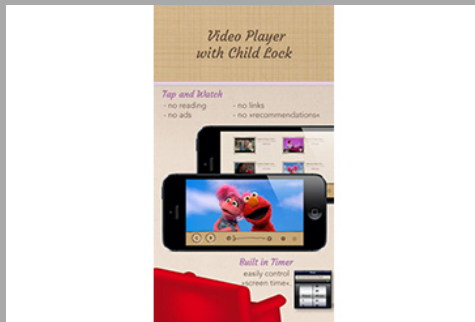 Video Player
with Child Lock
Tap and Watch
- no reading
- no ads
- no links
- no »recommendations«
Built in Timer
easily control
»screen time«.